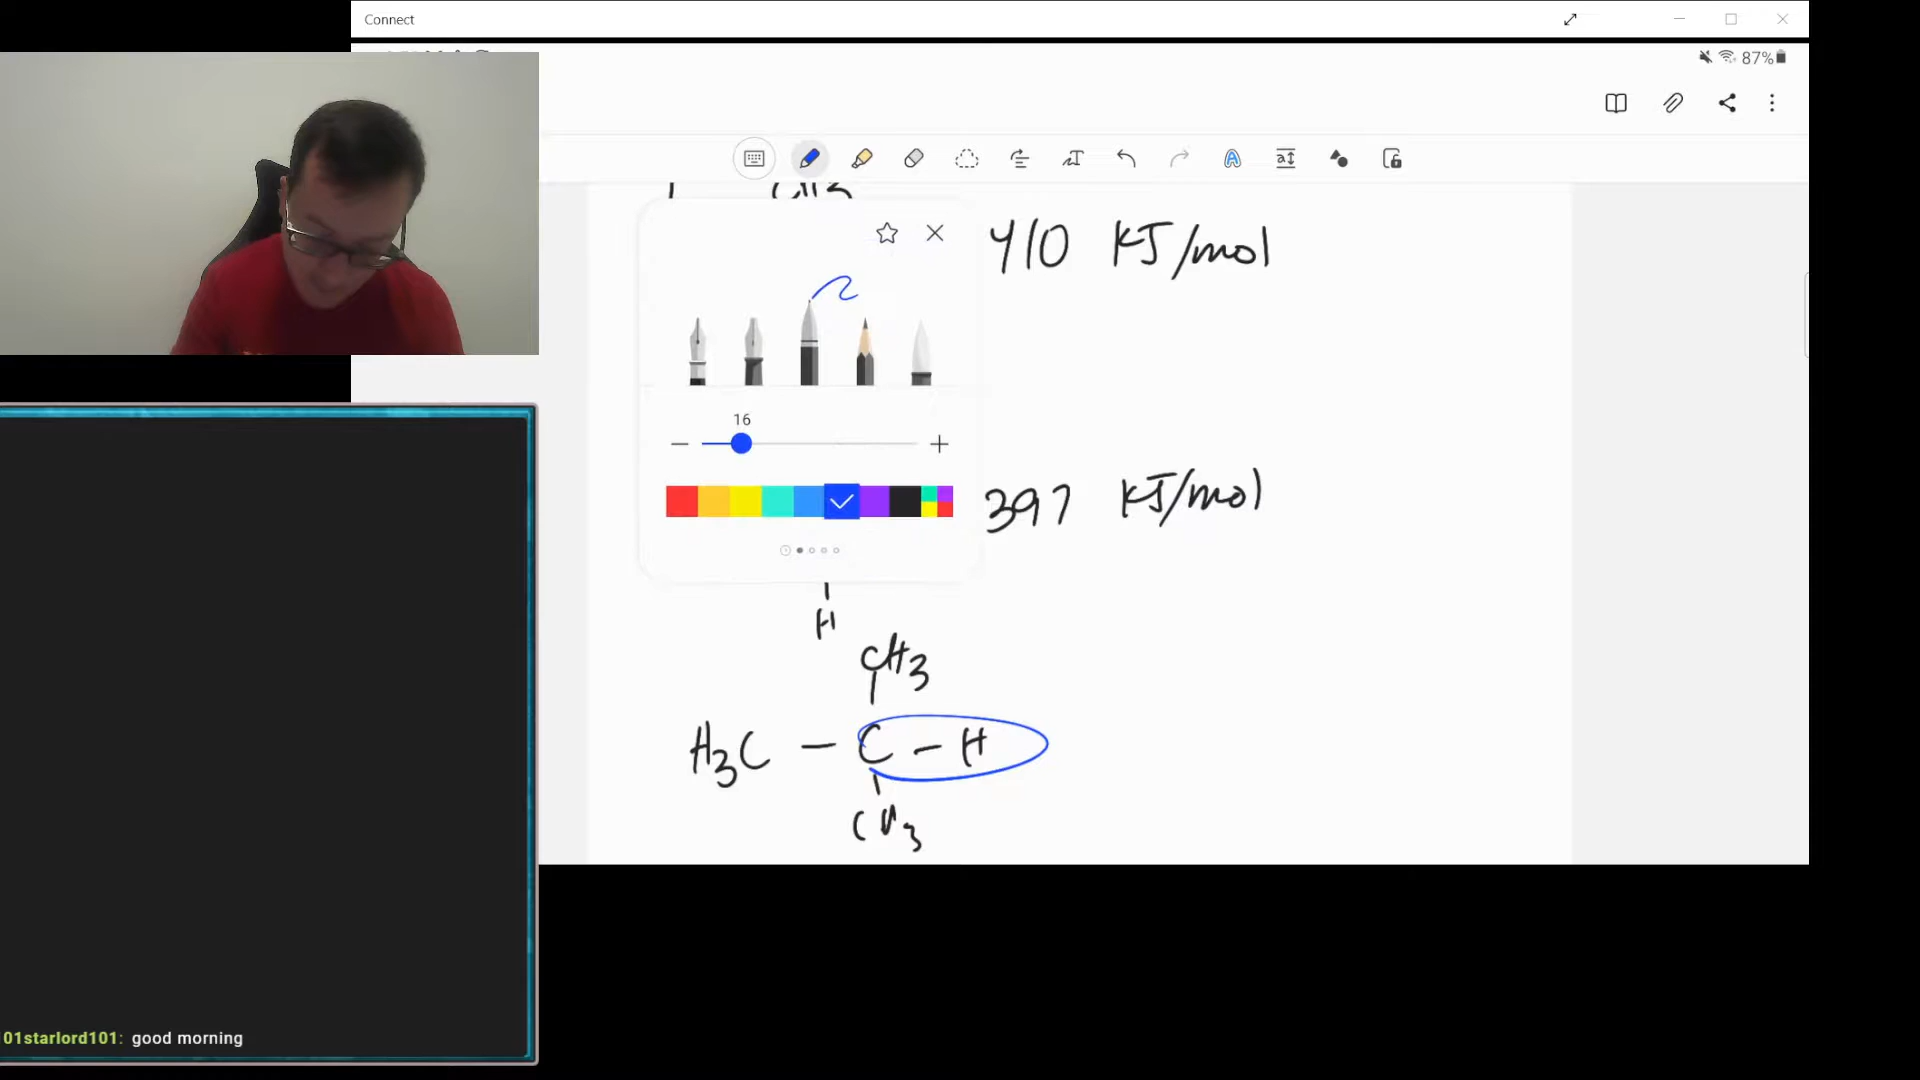 Connect
87%
410 KJ/mol
16
397 KJ/mol
H
CH3
H3C - C - H
CH3
01starlord101: good morning